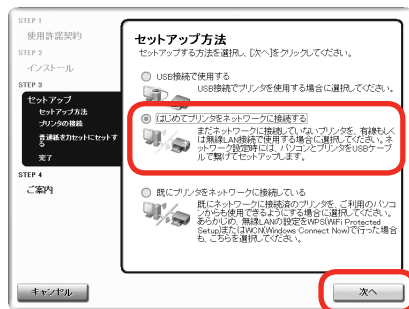 STEP 1
使用許諾契約
STEP 2
インストール
STEP 3
セットアップ
セットアップ方法
プリンタの接続
普通紙を力セットにセットす
る
完了
STEP 4
ご案内
キャンセル
セットアップ方法
セットアップする方法を選択し、[次へ]をクリックしてください。
USB接続で使用する
USB接続でプリンタを使用する場合に選択してください。
はじめてプリンタをネットワークに接続する
まだネットワークに接続していないプリンタを、有線もしく
は無線LAN接続で使用する場合に選択してください。ネ
ットワーク設定時には、パソコンとプリンタをUSBケーブ
ルで繋げてセットアップします。
既にプリンタをネットワークに接続している
既にネットワークに接続済のプリンタを、ご利用のパソコ
ンからも使用できるようにする場合に選択してください。
あらかじめ、無線LANの設定をWPS(WiFi Protected
Setup)またはWCN(Windows Connect Now)で行った場合
も、こちらを選択してください。
次へ